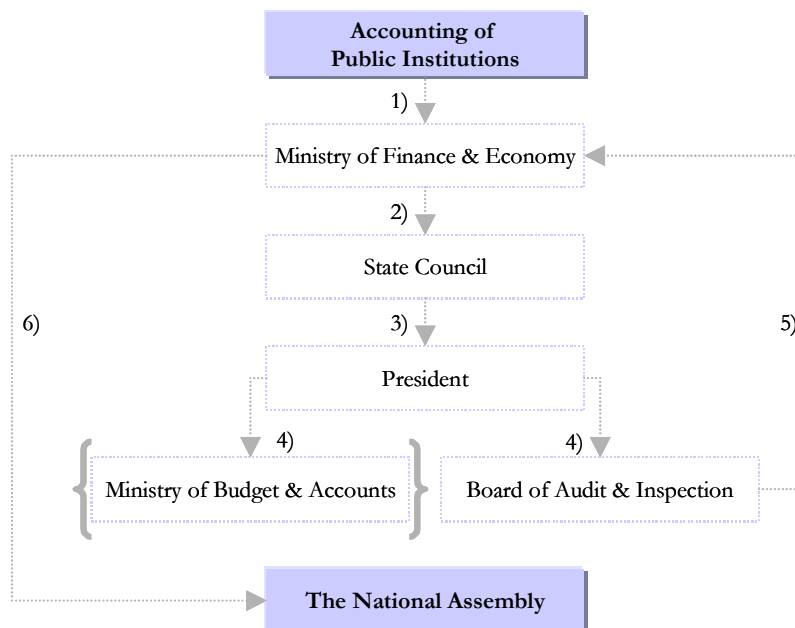 Accounting of
Public Institutions
1)
Ministry of Finance & Economy
2)
State Council
6)
3)
5)
President
4)
4)
Ministry of Budget & Accounts
Board of Audit & Inspection
The National Assembly